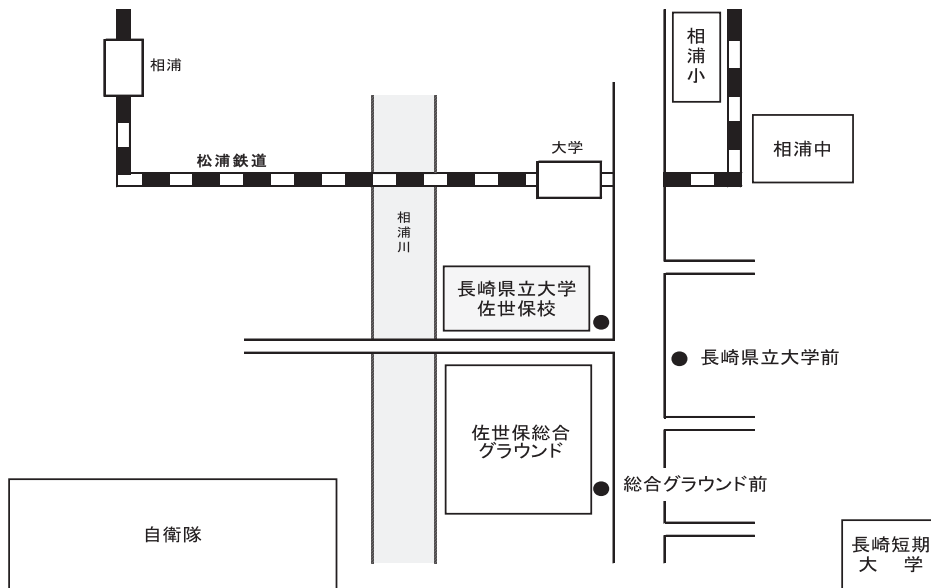 相浦小
相浦
相浦中
大学
松浦鉄道
相浦川
長崎県立大学
佐世保校
長崎県立大学前
佐世保総合
グラウンド
総合グラウンド前
自衛隊
長崎短期
大 学